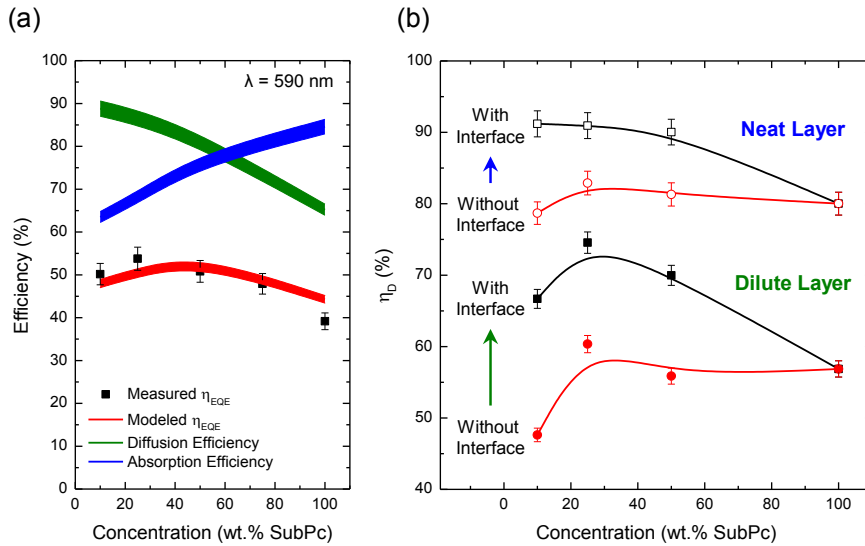 (a)
λ = 590 nm
100
90
80
70
60
50
40
30
20
10
0
Efficiency (%)
Measured ηEQE
Modeled ηEQE
Diffusion Efficiency
Absorption Efficiency
0 20 40 60 80 100
Concentration (wt.% SubPc)
(b)
100
90
80
70
60
50
40
ηD (%)
With
Interface
Neat Layer
Without
Interface
With
Interface
Dilute Layer
Without
Interface
0 20 40 60 80 100
Concentration (wt.% SubPc)